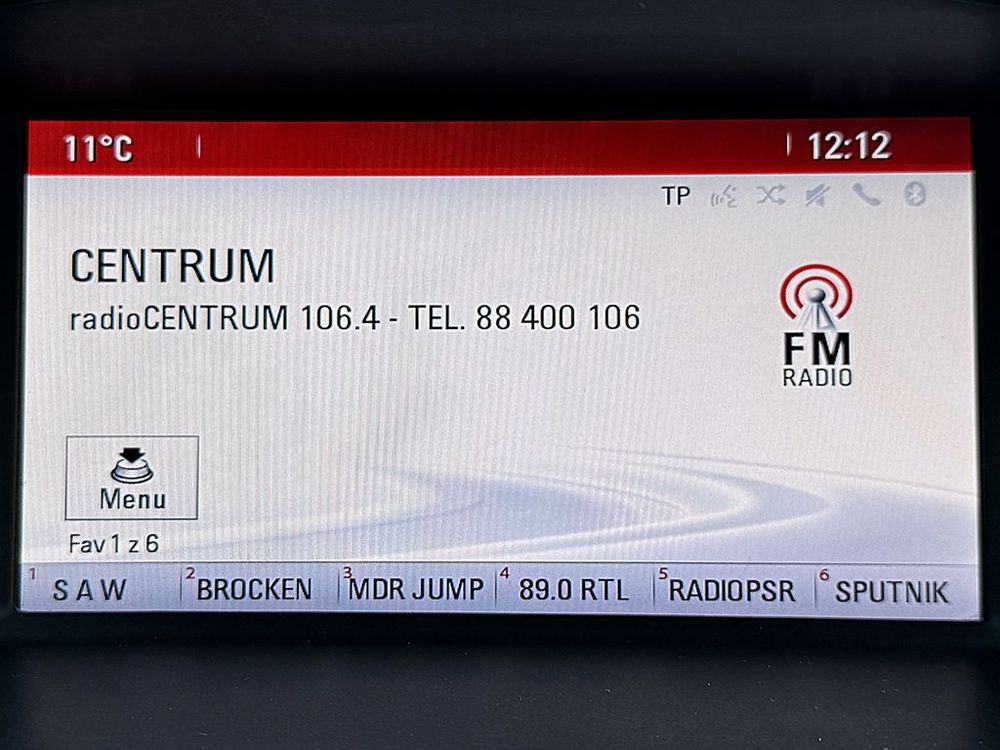 11°C
12:12
TP
CENTRUM
radioCENTRUM 106.4 - TEL. 88 400 106
FM
RADIO
Menu
Fav 1 z 6
1 S A W 2 BROCKEN 3 MDR JUMP 4 89.0 RTL 5 RADIOPSR 6 SPUTNIK